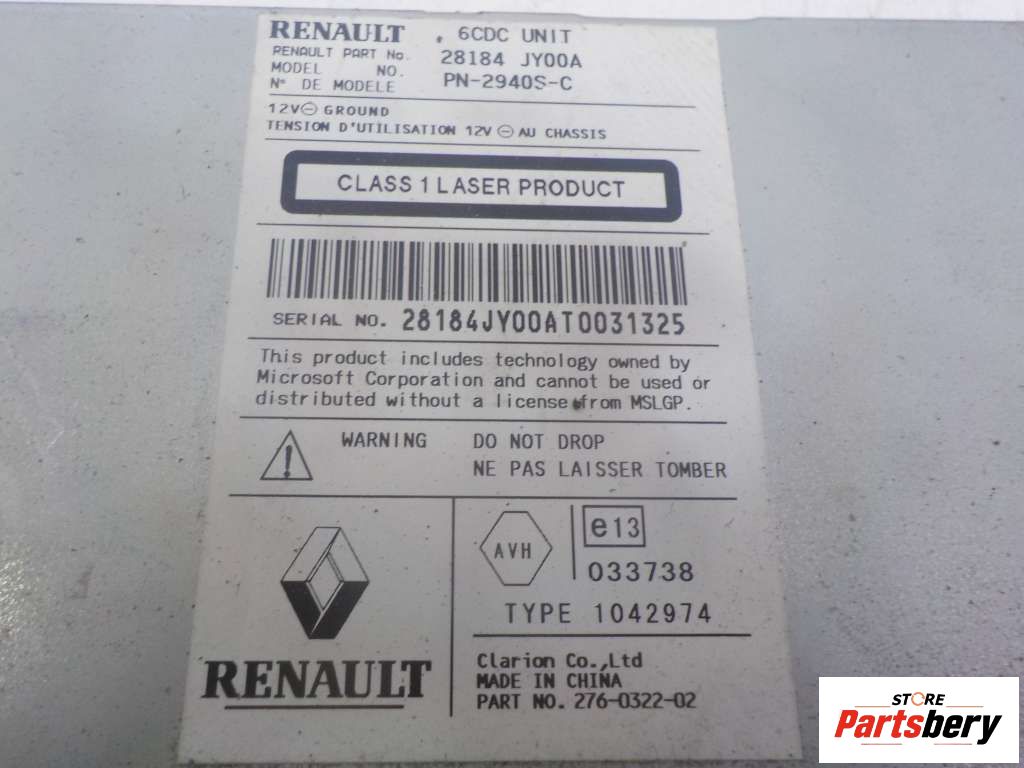 RENAULT . 6CDC UNIT
RENAULT PART No. 28184 JY00A
MODEL NO. PN-2940S-C
N° DE MODELE
12V⊖ GROUND
TENSION D'UTILISATION 12V ⊖ AU CHASSIS
CLASS 1 LASER PRODUCT
SERIAL NO. 28184JY00AT0031325
This product includes technology owned by
Microsoft Corporation and cannot be used or
distributed without a license from MSLGP.
WARNING DO NOT DROP
NE PAS LAISSER TOMBER
AVH
e13
033738
TYPE 1042974
RENAULT
Clarion Co.,Ltd
MADE IN CHINA
PART NO. 276-0322-02
STORE
Partsbery